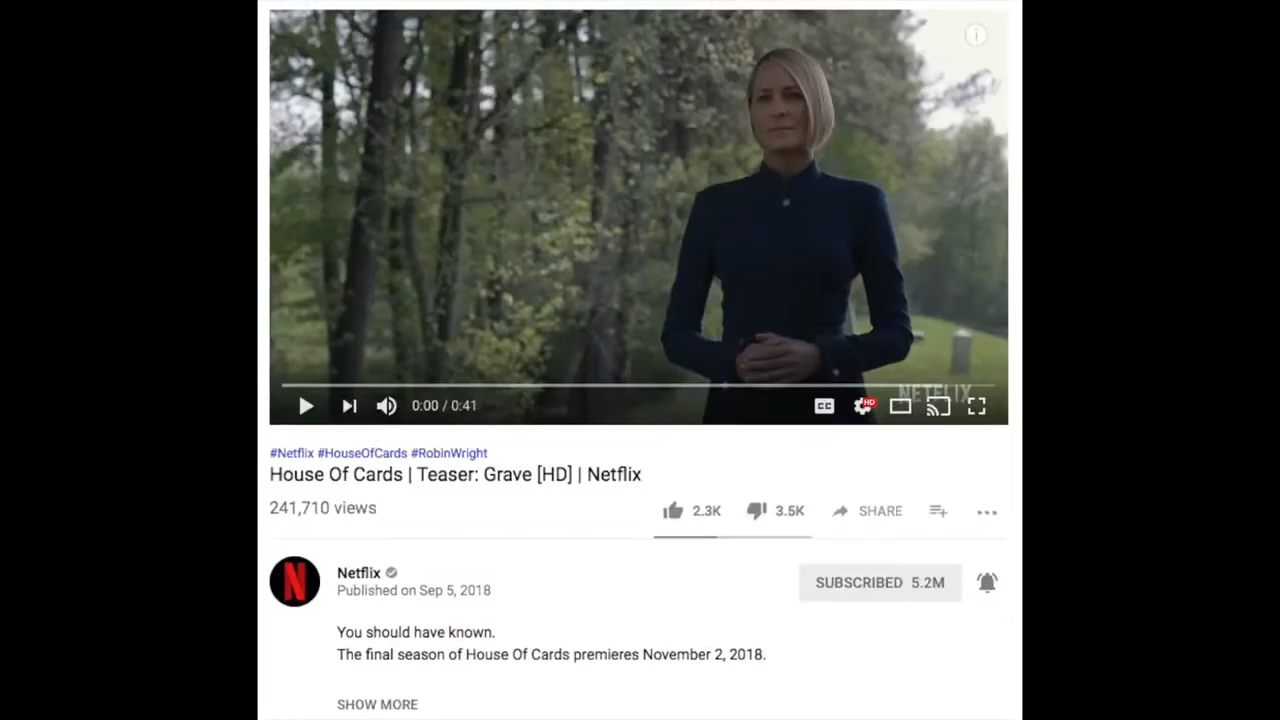 NETFLIX
0:00 / 0:41
CC
HD
#Netflix #HouseOfCards #RobinWright
House Of Cards | Teaser: Grave [HD] | Netflix
241,710 views
2.3K
3.5K
SHARE
N
Netflix
Published on Sep 5, 2018
SUBSCRIBED 5.2M
You should have known.
The final season of House Of Cards premieres November 2, 2018.
SHOW MORE